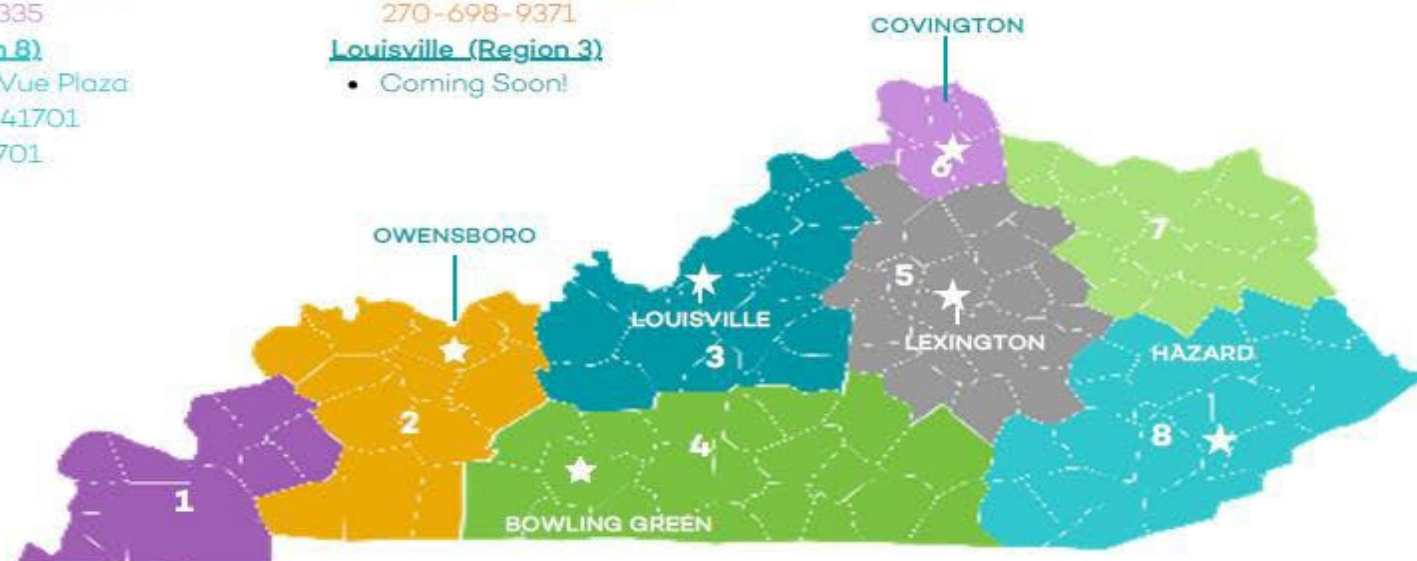 335
n 8)
Vue Plaza
41701
701
270-698-9371
Louisville (Region 3)
• Coming Soon!
COVINGTON
6
7
OWENSBORO
5
LOUISVILLE
3
LEXINGTON
HAZARD
2
4
8
1
BOWLING GREEN